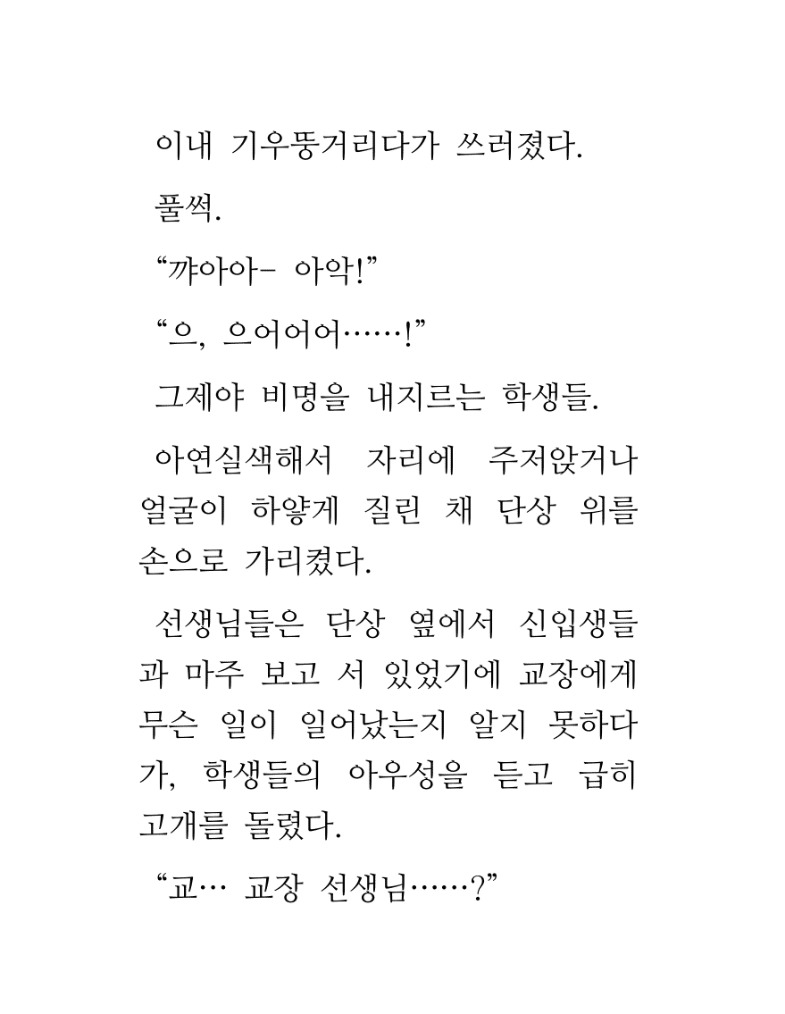 이내 기우뚱거리다가 쓰러졌다.
풀썩.
“꺄아아- 아악!”
“으, 으어어어……!”
그제야 비명을 내지르는 학생들.
아연실색해서 자리에 주저앉거나
얼굴이 하얗게 질린 채 단상 위를
손으로 가리켰다.
선생님들은 단상 옆에서 신입생들
과 마주 보고 서 있었기에 교장에게
무슨 일이 일어났는지 알지 못하다
가, 학생들의 아우성을 듣고 급히
고개를 돌렸다.
“교… 교장 선생님……?”